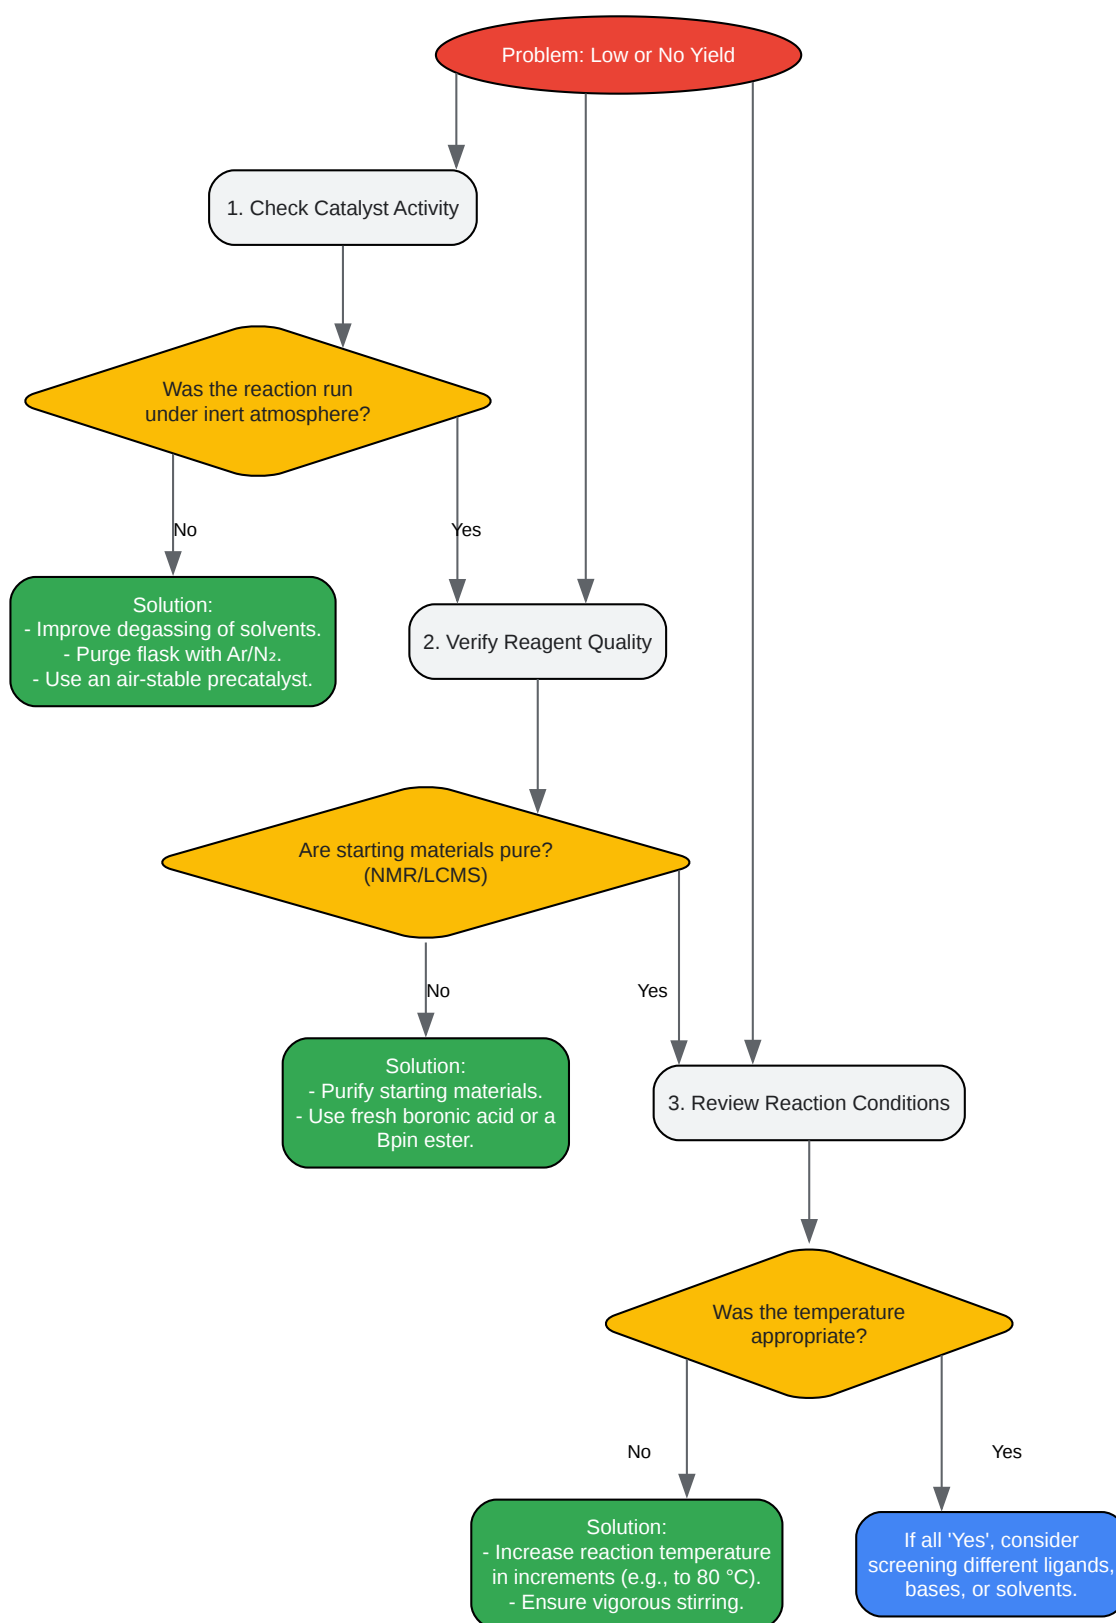 Problem: Low or No Yield
1. Check Catalyst Activity
Was the reaction run
under inert atmosphere?
No
Yes
Solution:
- Improve degassing of solvents.
- Purge flask with Ar/N₂.
- Use an air-stable precatalyst.
2. Verify Reagent Quality
Are starting materials pure?
(NMR/LCMS)
No
Yes
Solution:
- Purify starting materials.
- Use fresh boronic acid or a
Bpin ester.
3. Review Reaction Conditions
Was the temperature
appropriate?
No
Yes
Solution:
- Increase reaction temperature
in increments (e.g., to 80 °C).
- Ensure vigorous stirring.
If all 'Yes', consider
screening different ligands,
bases, or solvents.